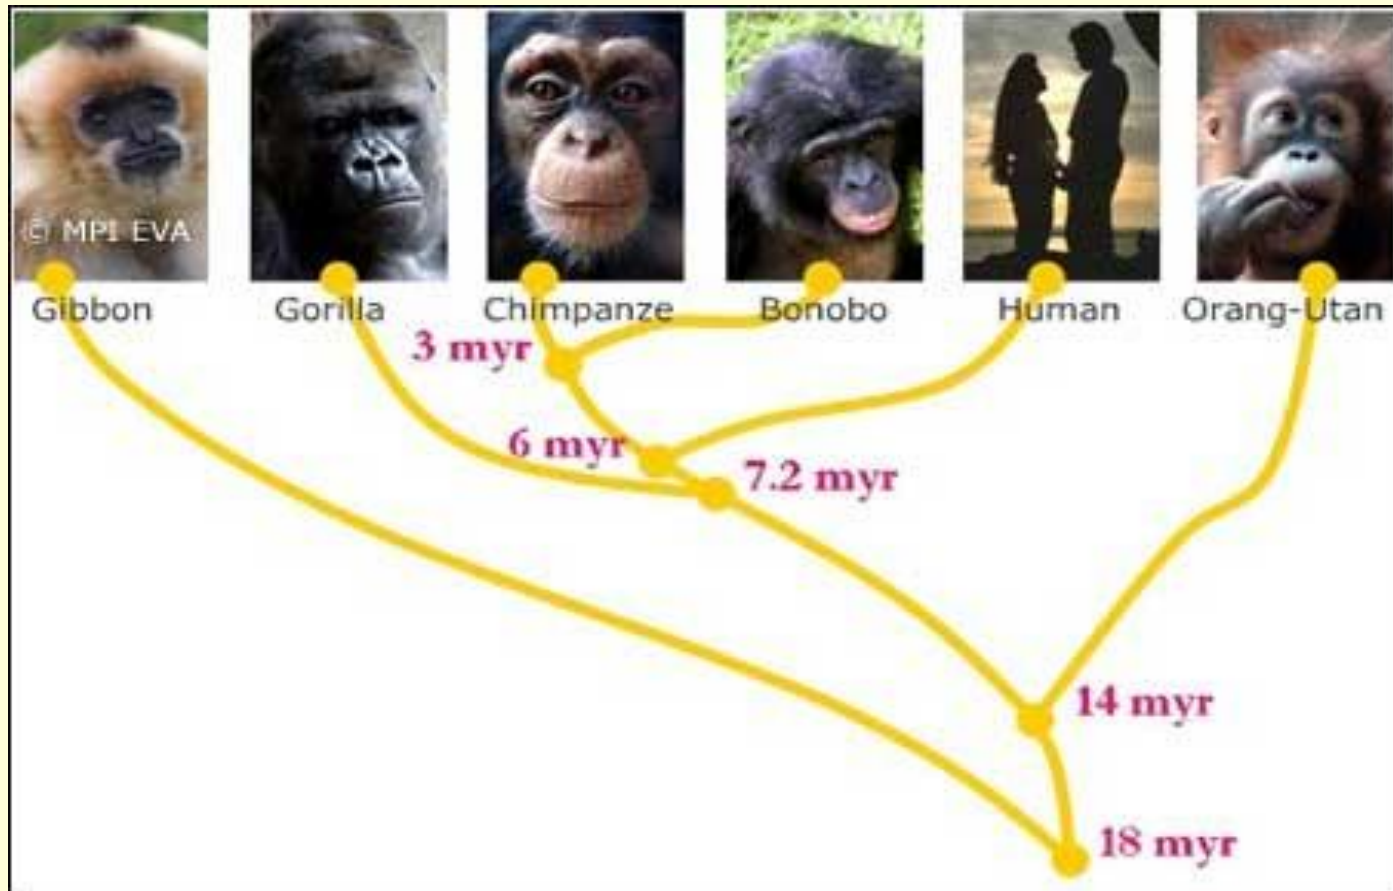 © MPI EVA
Gibbon
Gorilla
Chimpanze
Bonobo
Human
Orang-Utan
3 myr
6 myr
7.2 myr
14 myr
18 myr